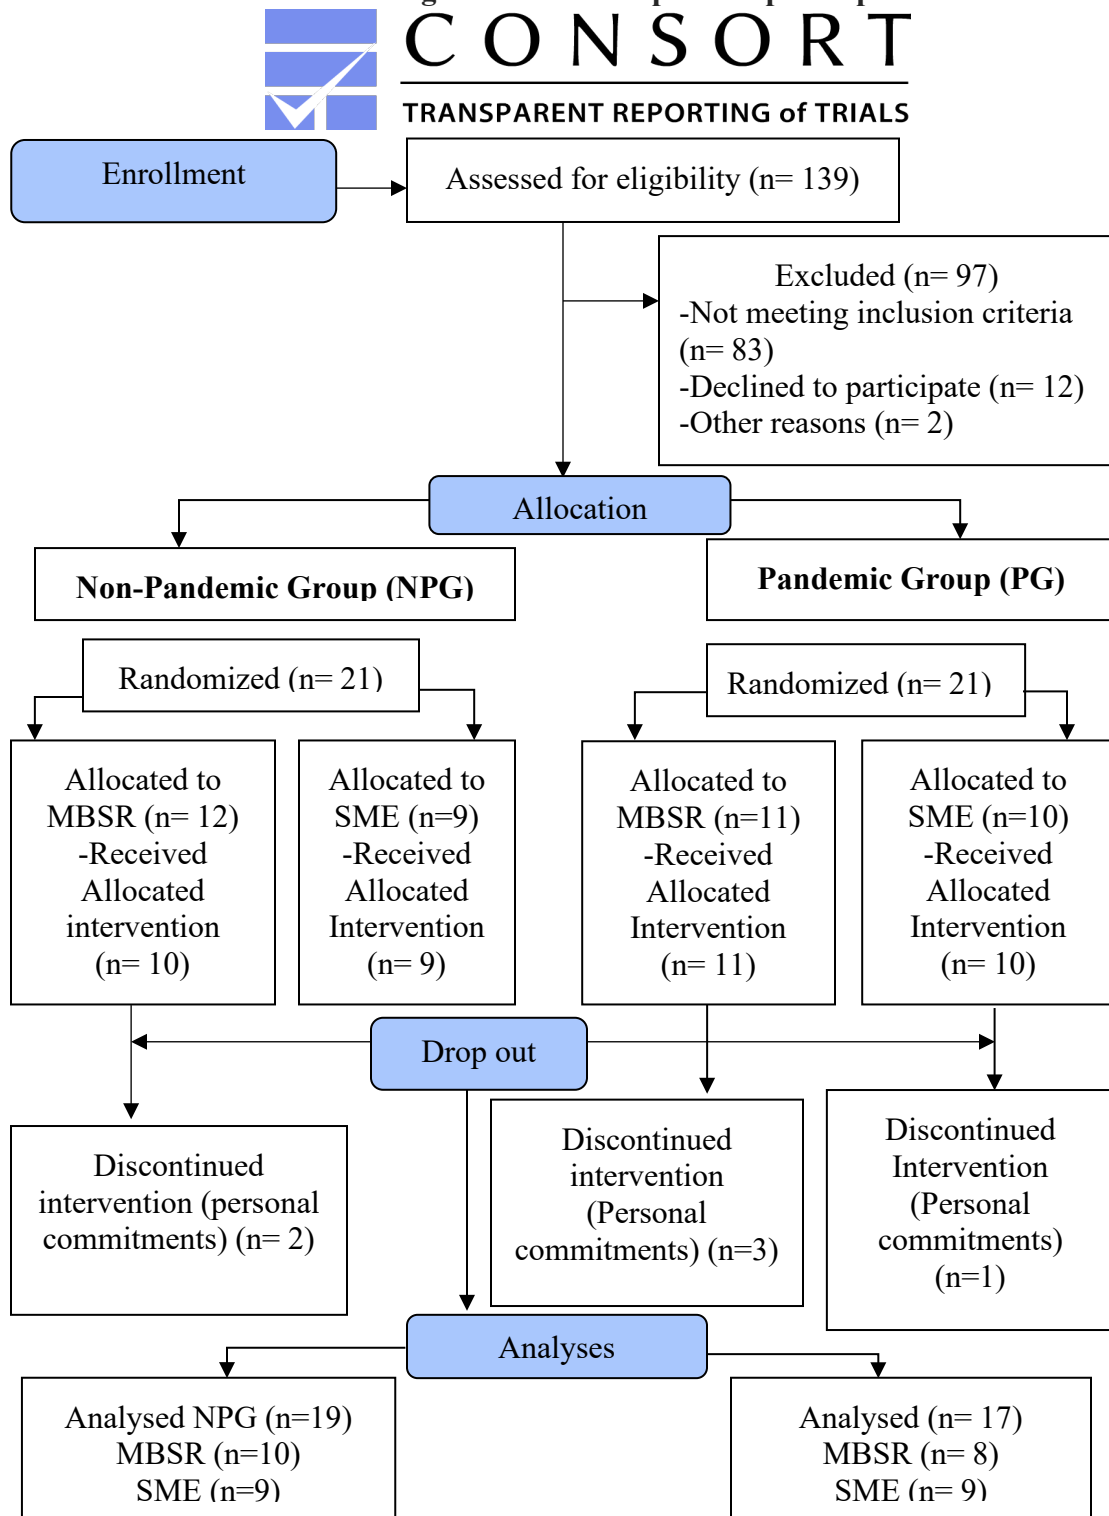 CONSORT
TRANSPARENT REPORTING of TRIALS
Enrollment
Assessed for eligibility (n= 139)
Excluded (n= 97)
-Not meeting inclusion criteria
(n= 83)
-Declined to participate (n= 12)
-Other reasons (n= 2)
Allocation
Non-Pandemic Group (NPG)
Pandemic Group (PG)
Randomized (n= 21)
Randomized (n= 21)
Allocated to
MBSR (n= 12)
-Received
Allocated
intervention
(n= 10)
Allocated to
SME (n=9)
-Received
Allocated
Intervention
(n= 9)
Allocated to
MBSR (n=11)
-Received
Allocated
Intervention
(n= 11)
Allocated to
SME (n=10)
-Received
Allocated
Intervention
(n= 10)
Drop out
Discontinued
intervention (personal
commitments) (n= 2)
Discontinued
intervention
(Personal
commitments) (n=3)
Discontinued
Intervention
(Personal
commitments)
(n=1)
Analyses
Analysed NPG (n=19)
MBSR (n=10)
SME (n=9)
Analysed (n= 17)
MBSR (n= 8)
SME (n= 9)